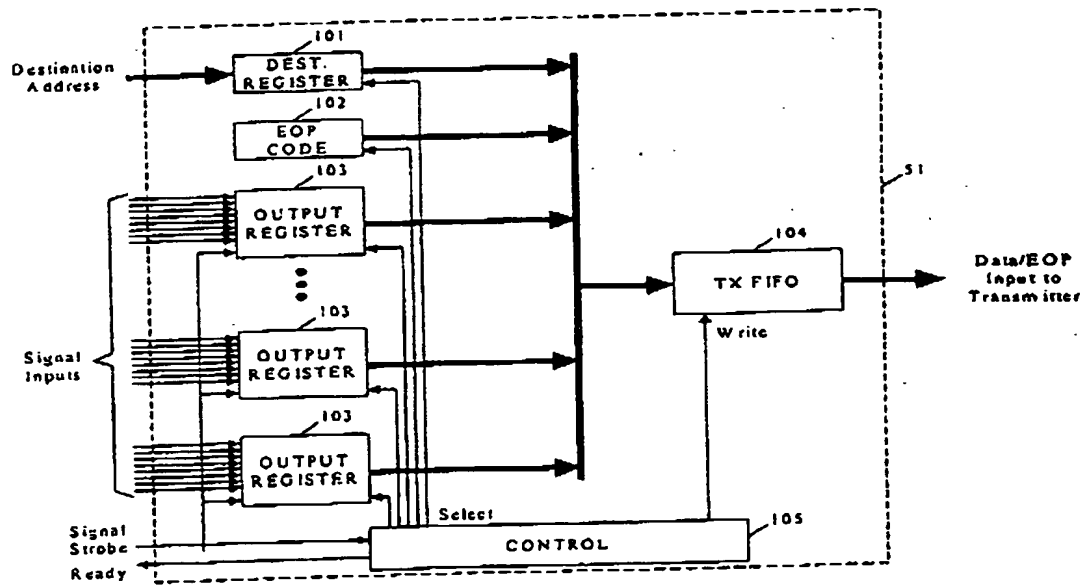 101
Destination
Address
DEST.
REGISTER
102
EOP
CODE
103
OUTPUT
REGISTER
51
104
TX FIFO
Data/EOP
Input to
Transmitter
Write
103
Signal
Inputs
OUTPUT
REGISTER
103
OUTPUT
REGISTER
Select
Signal
Strobe
Ready
CONTROL
105